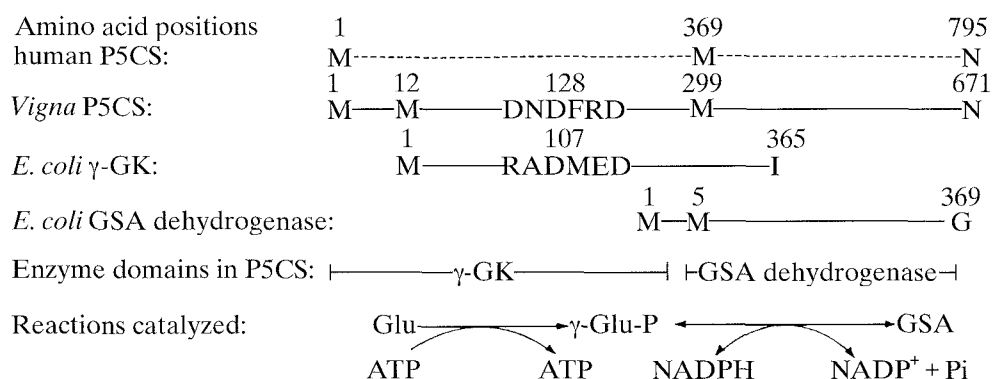 Amino acid positions 1 369 795
human P5CS: M M N
1 12 128 299 671
Vigna P5CS: M M DNDFRD M N
1 107 365
E. coli γ-GK: M RADMED I
1 5 369
E. coli GSA dehydrogenase: M M G
Enzyme domains in P5CS: γ-GK GSA dehydrogenase
Reactions catalyzed: Glu γ-Glu-P GSA
ATP ATP NADPH NADP+ + Pi